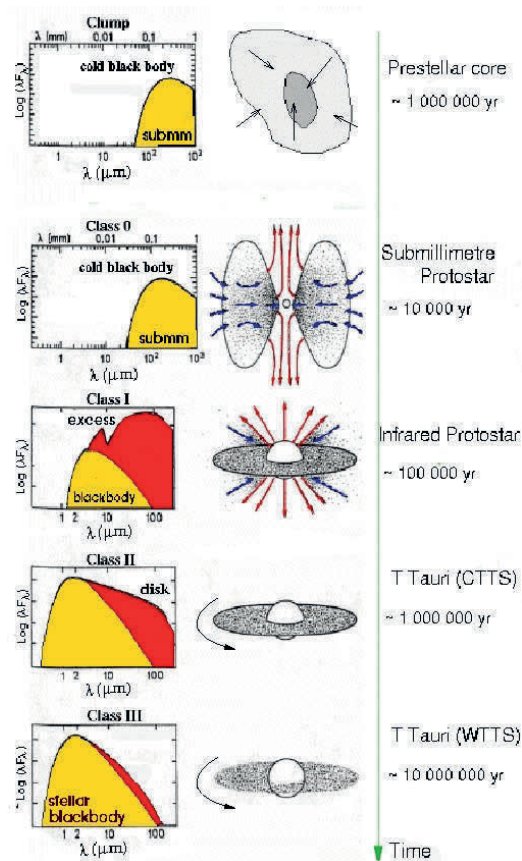 Clump
λ (mm) 0.01 0.1 1
cold black body
submm
Log (λFλ)
1 10² 10³
λ (μm)
Prestellar core
~ 1 000 000 yr
Class 0
λ (mm) 0.01 0.1 1
cold black body
submm
Log (λFλ)
1 10² 10³
λ (μm)
Submillimetre
Protostar
~ 10 000 yr
Class I
excess
blackbody
Log (λFλ)
1 2 10 100
λ (μm)
Infrared Protostar
~ 100 000 yr
Class II
disk
Log (λFλ)
1 2 10 100
λ (μm)
T Tauri (CTTS)
~ 1 000 000 yr
Class III
stellar
blackbody
Log (λFλ)
1 2 10 100
λ (μm)
T Tauri (WTTS)
~ 10 000 000 yr
Time